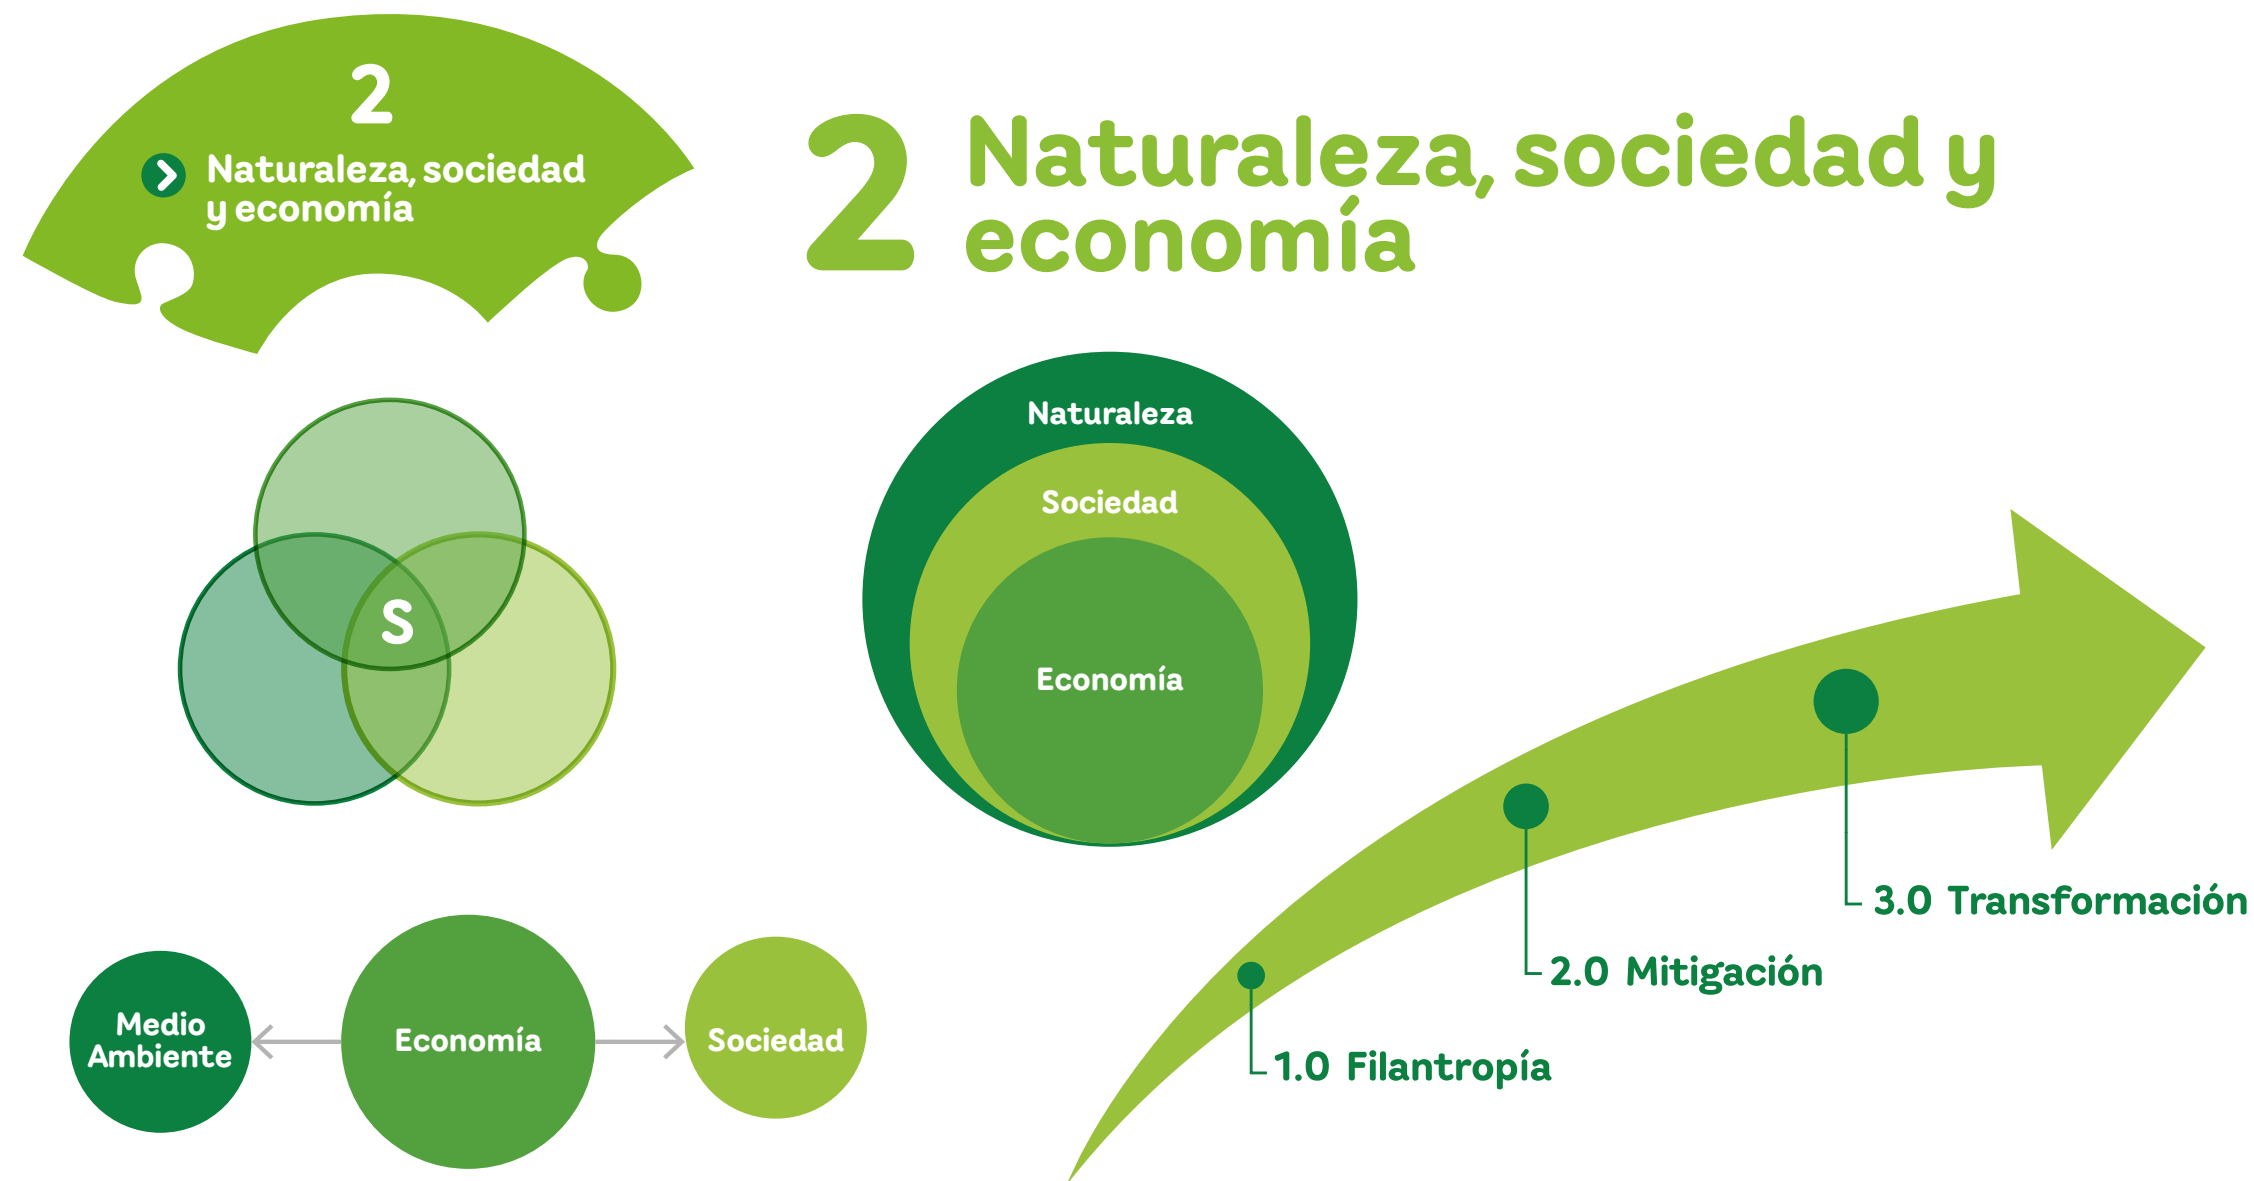 2
Naturaleza, sociedad
y economía
2
Naturaleza, sociedad y
economía
S
Naturaleza
Sociedad
Economía
Medio
Ambiente
Economía
Sociedad
1.0 Filantropía
2.0 Mitigación
3.0 Transformación